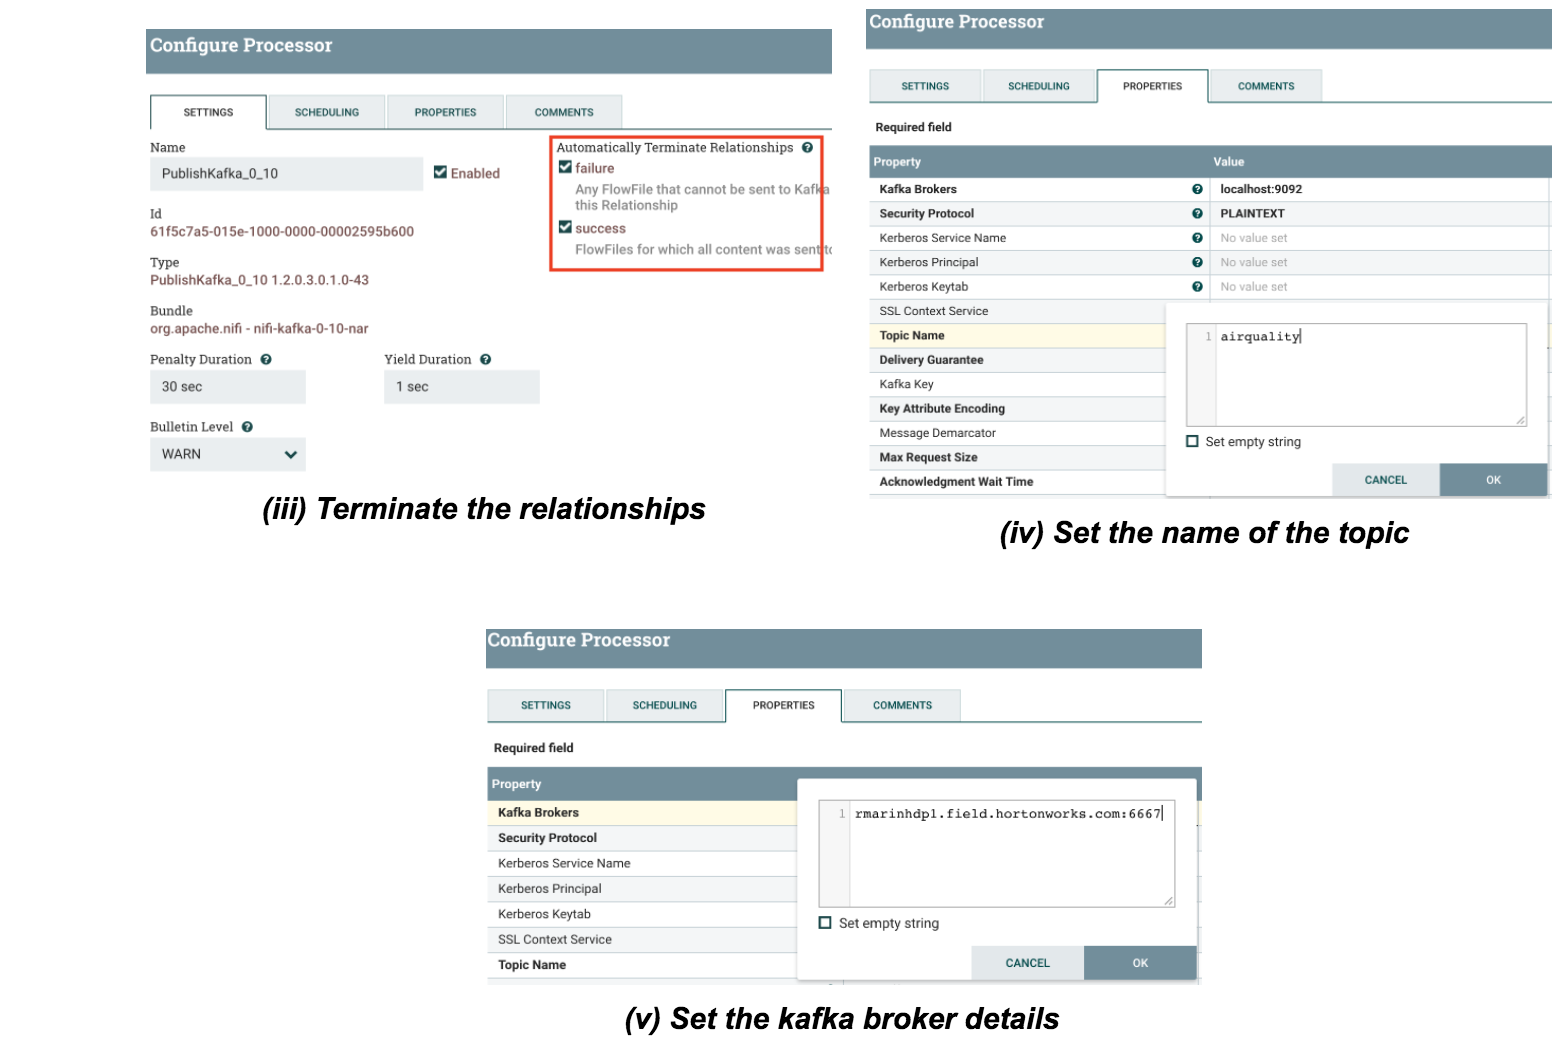 Configure Processor
SETTINGS SCHEDULING PROPERTIES COMMENTS
Name
PublishKafka_0_10
Enabled
Id
61f5c7a5-015e-1000-0000-00002595b600
Type
PublishKafka_0_10 1.2.0.3.0.1.0-43
Bundle
org.apache.nifi - nifi-kafka-0-10-nar
Penalty Duration
Yield Duration
30 sec
1 sec
Bulletin Level
WARN
Automatically Terminate Relationships
failure
Any FlowFile that cannot be sent to Kafka
this Relationship
success
FlowFiles for which all content was sent to
(iii) Terminate the relationships
Configure Processor
SETTINGS SCHEDULING PROPERTIES COMMENTS
Required field
Property Value
Kafka Brokers localhost:9092
Security Protocol PLAINTEXT
Kerberos Service Name No value set
Kerberos Principal No value set
Kerberos Keytab No value set
SSL Context Service
Topic Name
Delivery Guarantee
Kafka Key
Key Attribute Encoding
Message Demarcator
Max Request Size
Acknowledgment Wait Time
1 airquality
Set empty string
CANCEL OK
(iv) Set the name of the topic
Configure Processor
SETTINGS SCHEDULING PROPERTIES COMMENTS
Required field
Property
Kafka Brokers
Security Protocol
Kerberos Service Name
Kerberos Principal
Kerberos Keytab
SSL Context Service
Topic Name
1 rmarinhdp1.field.hortonworks.com:6667
Set empty string
CANCEL OK
(v) Set the kafka broker details